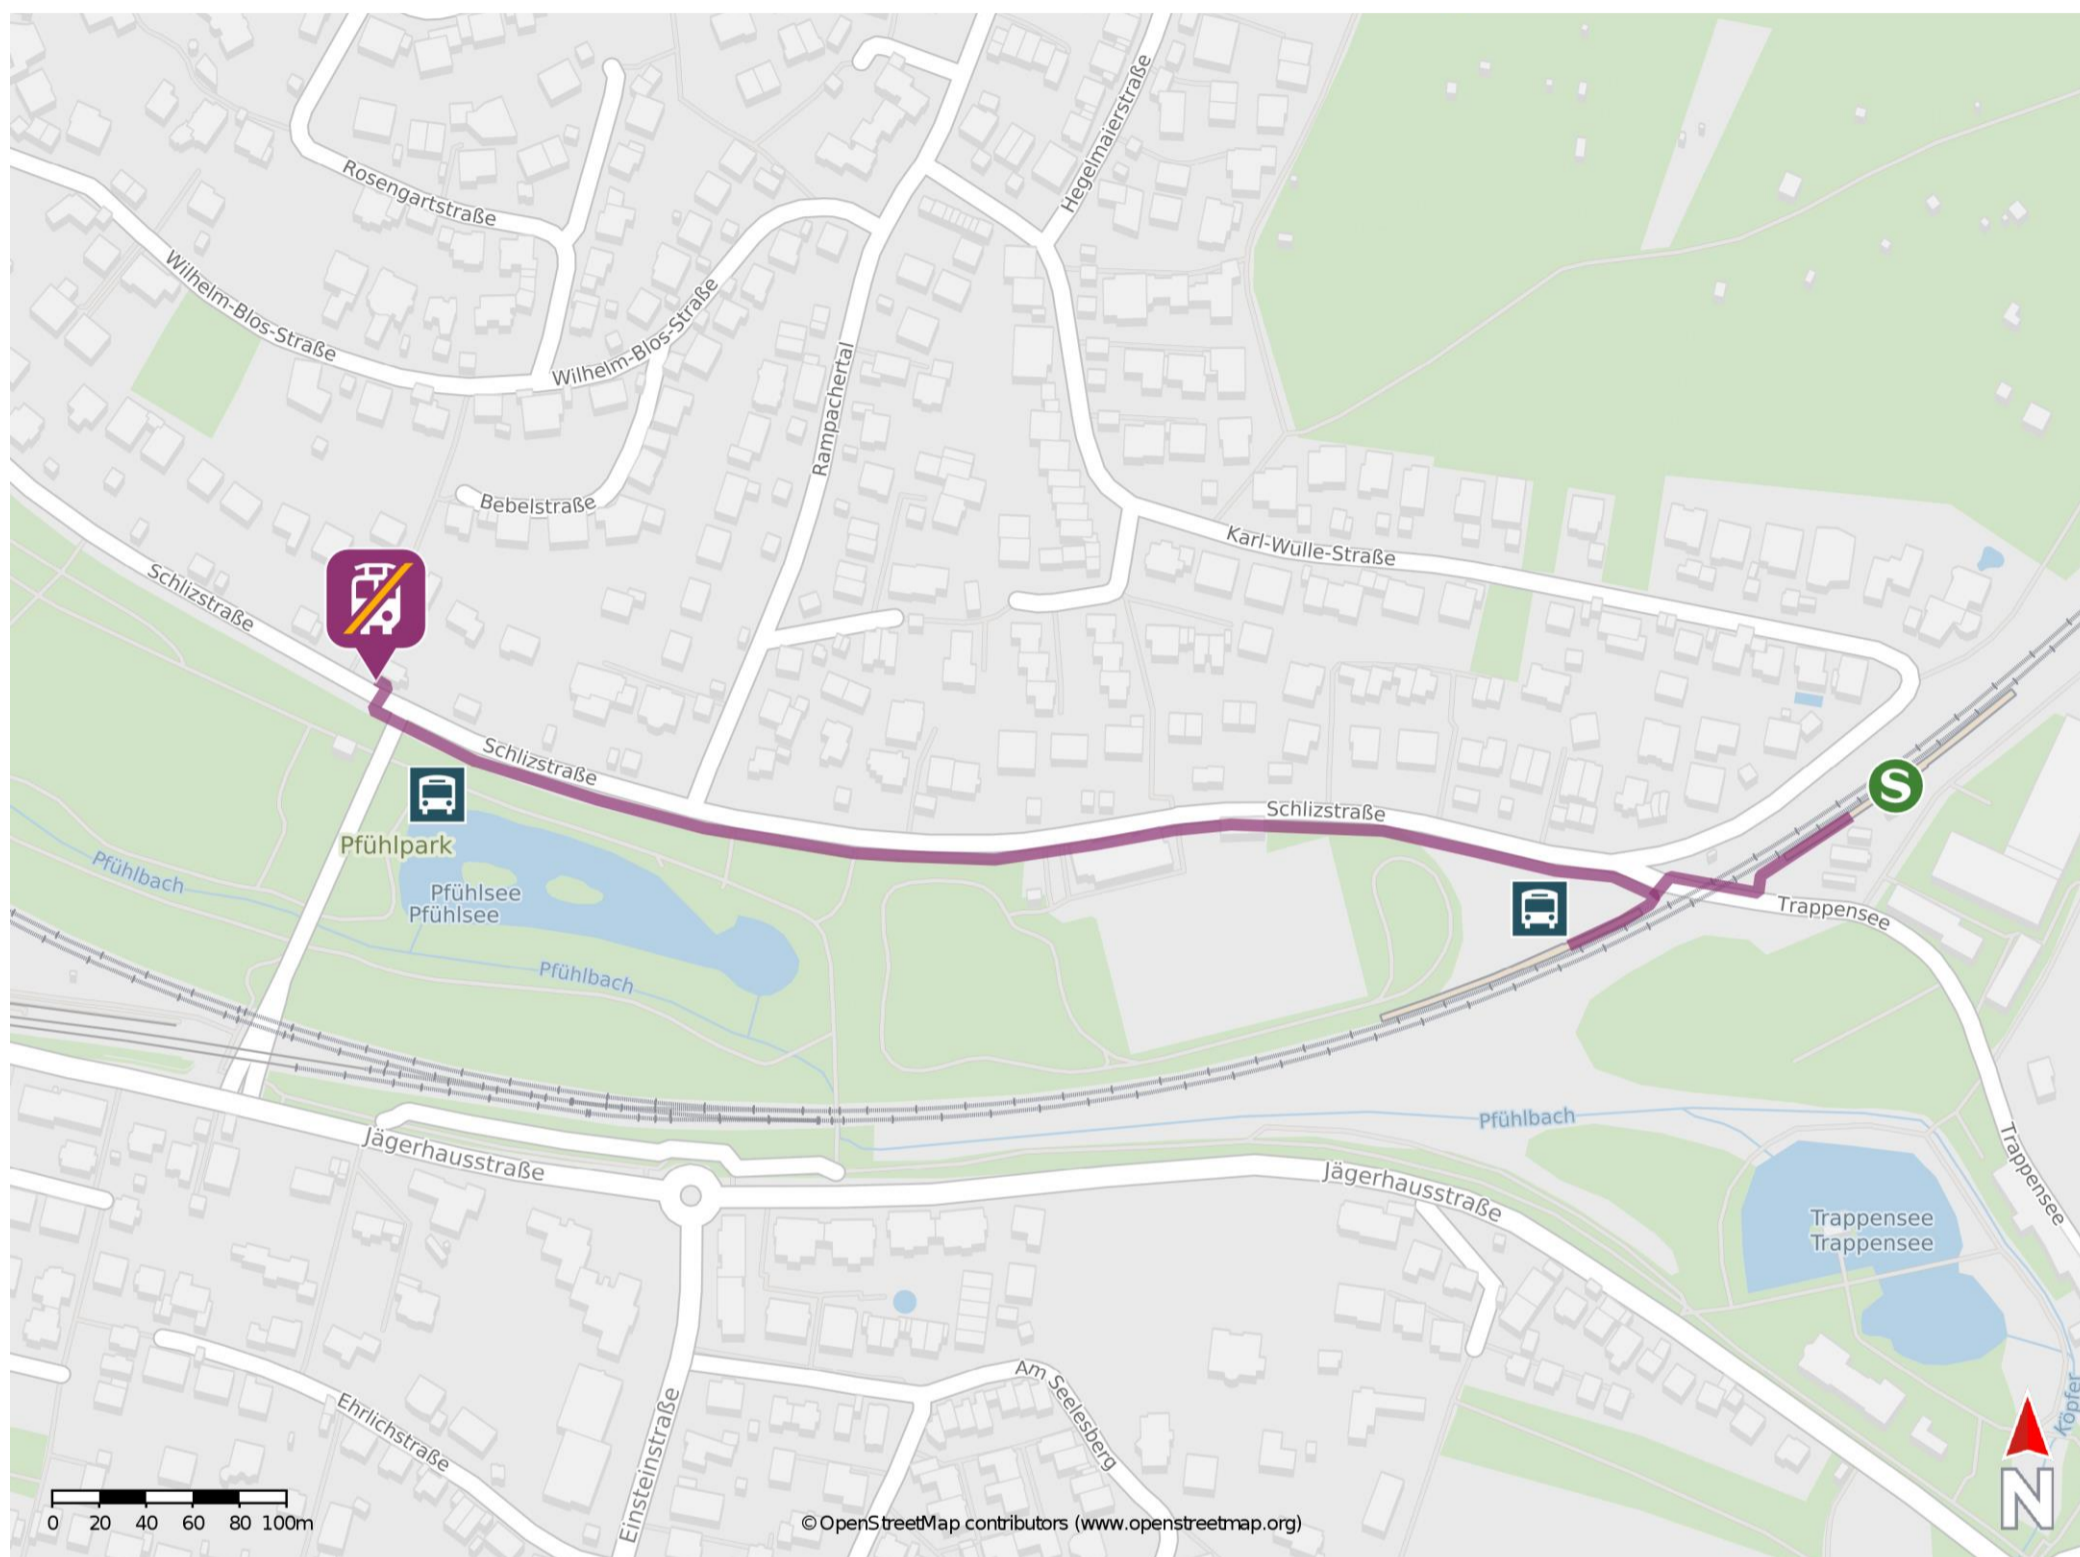 Hegelmaierstraße
Rosengartstraße
Wilhelm-Blos-Straße
Wilhelm-Blos-Straße
Rampachertal
Bebelstraße
Karl-Wulle-Straße
Schlizstraße
Schlizstraße
Schlizstraße
S
Pfühlpark
Pfühlbach
Pfühlsee
Pfühlsee
Trappensee
Pfühlbach
Pfühlbach
Jägerhausstraße
Jägerhausstraße
Trappensee
Trappensee
Trappensee
Am Seelesberg
Ehrlichstraße
Einsteinstraße
Köpfer
N
0 20 40 60 80 100m
© OpenStreetMap contributors (www.openstreetmap.org)